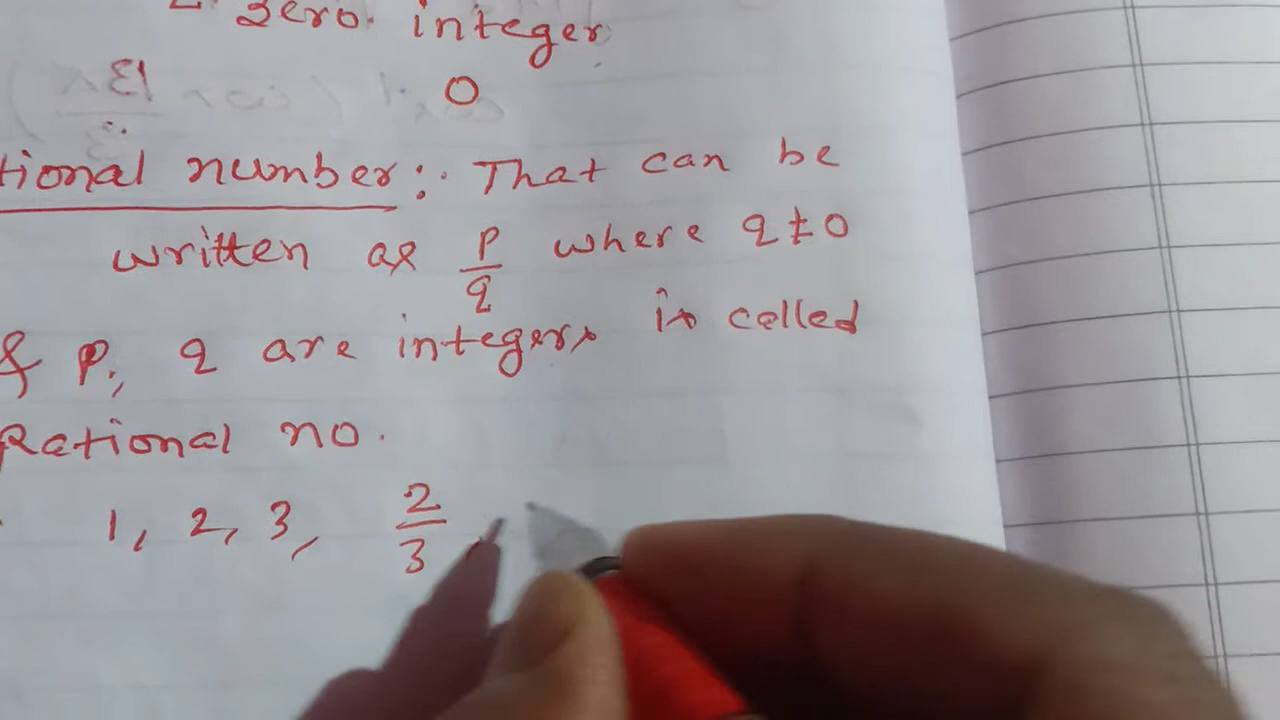 zero integer
0
tional number:. That can be
written as p/q where q≠0
& p, q are integers is called
Rational no.
1, 2, 3, 2/3